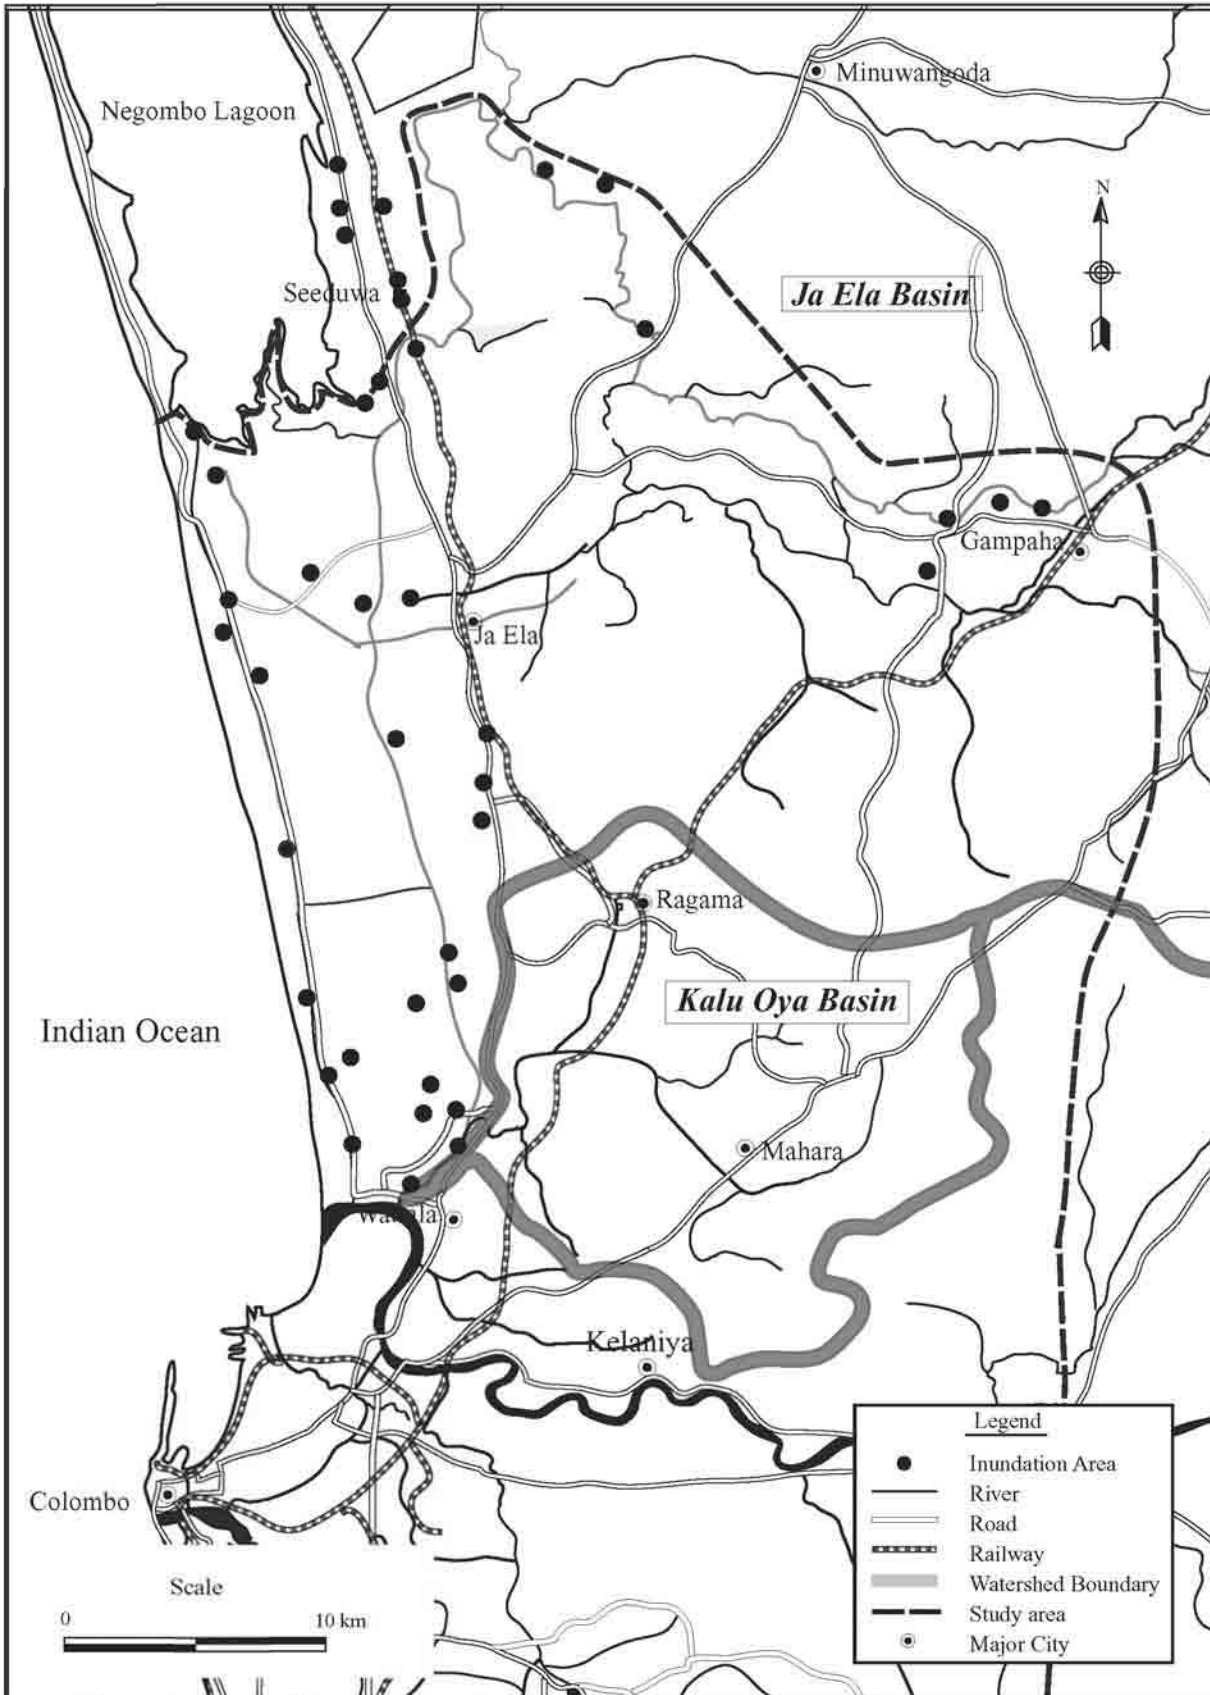 Minuwangoda
Negombo Lagoon
N
Seeduwa
Ja Ela Basin
Gampaha
Ja Ela
Ragama
Kalu Oya Basin
Indian Ocean
Mahara
Wattala
Kelaniya
Colombo
Legend
Inundation Area
River
Road
Railway
Watershed Boundary
Study area
Major City
Scale
0 10 km